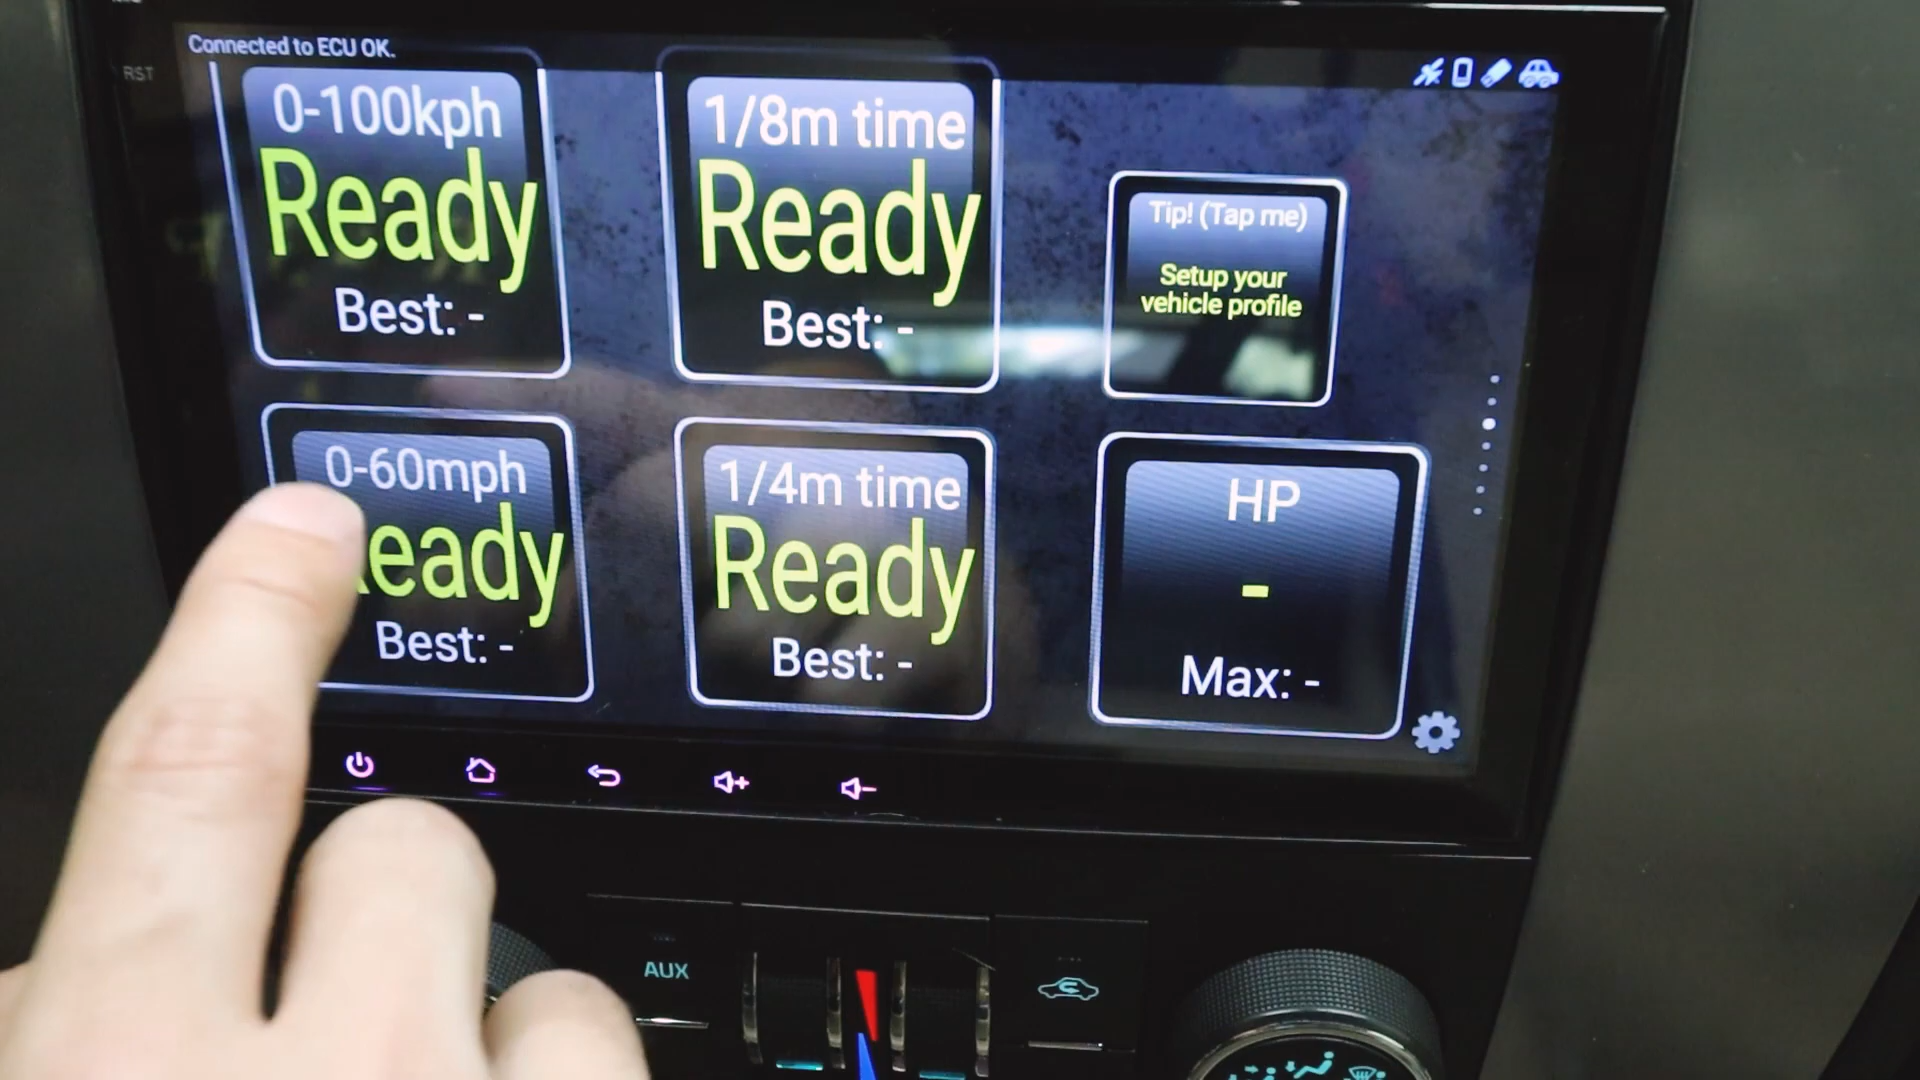 Connected to ECU OK.
RST
0-100kph
Ready
Best: -
1/8m time
Ready
Best: -
Tip! (Tap me)
Setup your
vehicle profile
0-60mph
eady
Best: -
1/4m time
Ready
Best: -
HP
-
Max: -
AUX